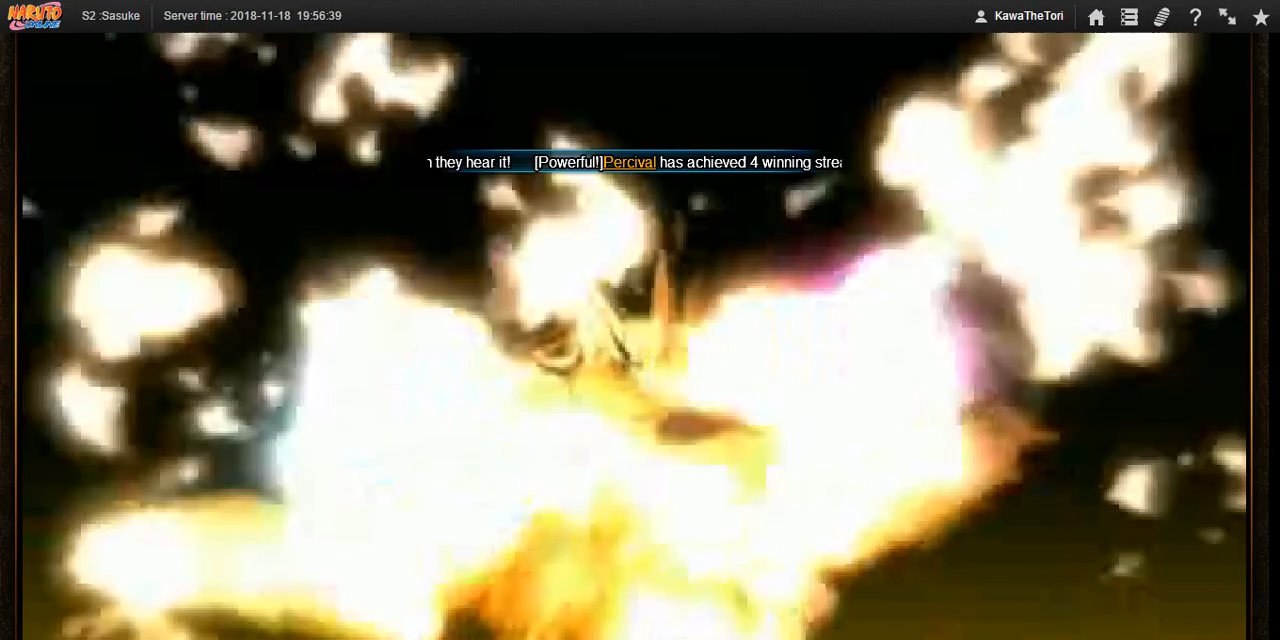 NARUTO ONLINE
S2 :Sasuke
Server time : 2018-11-18 19:56:39
KawaTheTori
they hear it! [Powerful!]Percival has achieved 4 winning